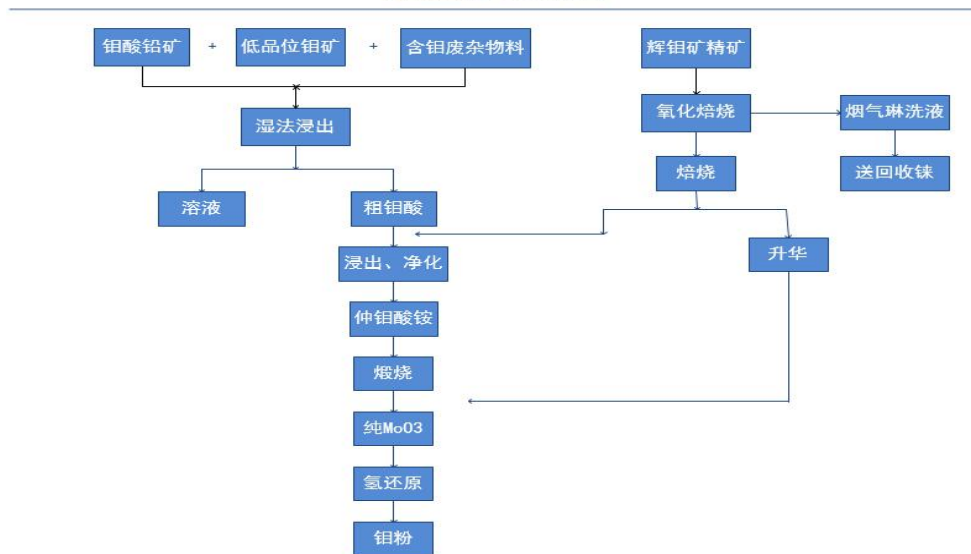 钼酸铅矿 + 低品位钼矿 + 含钼废杂物料 辉钼矿精矿
湿法浸出 氧化焙烧 烟气琳洗液
焙烧 送回收铼
溶液 粗钼酸
浸出、净化 升华
仲钼酸铵
煅烧
纯MoO3
氢还原
钼粉